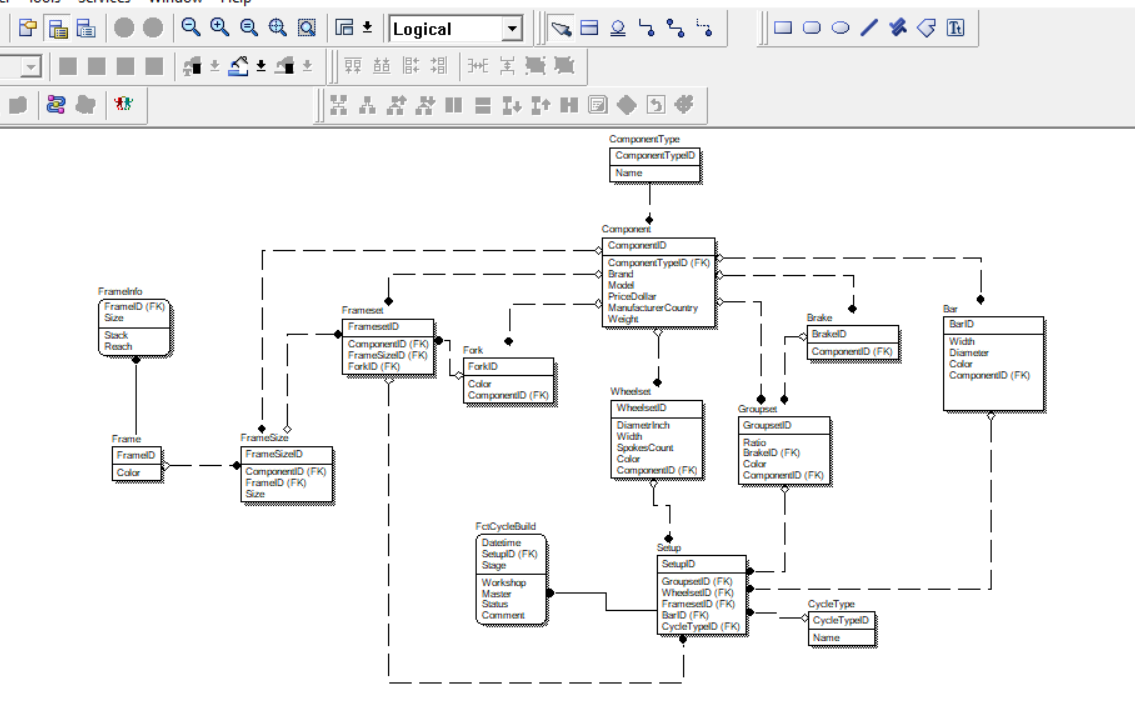 Tools Services Window Help
Logical
ComponentType
ComponentTypeID
Name
Component
ComponentID
ComponentTypeID (FK)
Brand
Model
PriceDollar
ManufacturerCountry
Weight
FrameInfo
FrameID (FK)
Size
Stack
Reach
Frameset
FramesetID
ComponentID (FK)
FrameSizeID (FK)
ForkID (FK)
Fork
ForkID
Color
ComponentID (FK)
Brake
BrakeID
ComponentID (FK)
Bar
BarID
Width
Diameter
Color
ComponentID (FK)
Wheelset
WheelsetID
DiametrInch
Width
SpokesCount
Color
ComponentID (FK)
Groupset
GroupsetID
Ratio
BrakeID (FK)
Color
ComponentID (FK)
Frame
FrameID
Color
FrameSize
FrameSizeID
ComponentID (FK)
FrameID (FK)
Size
FctCycleBuild
Datetime
SetupID (FK)
Stage
Workshop
Master
Status
Comment
Setup
SetupID
GroupsetID (FK)
WheelsetID (FK)
FramesetID (FK)
BarID (FK)
CycleTypeID (FK)
CycleType
CycleTypeID
Name